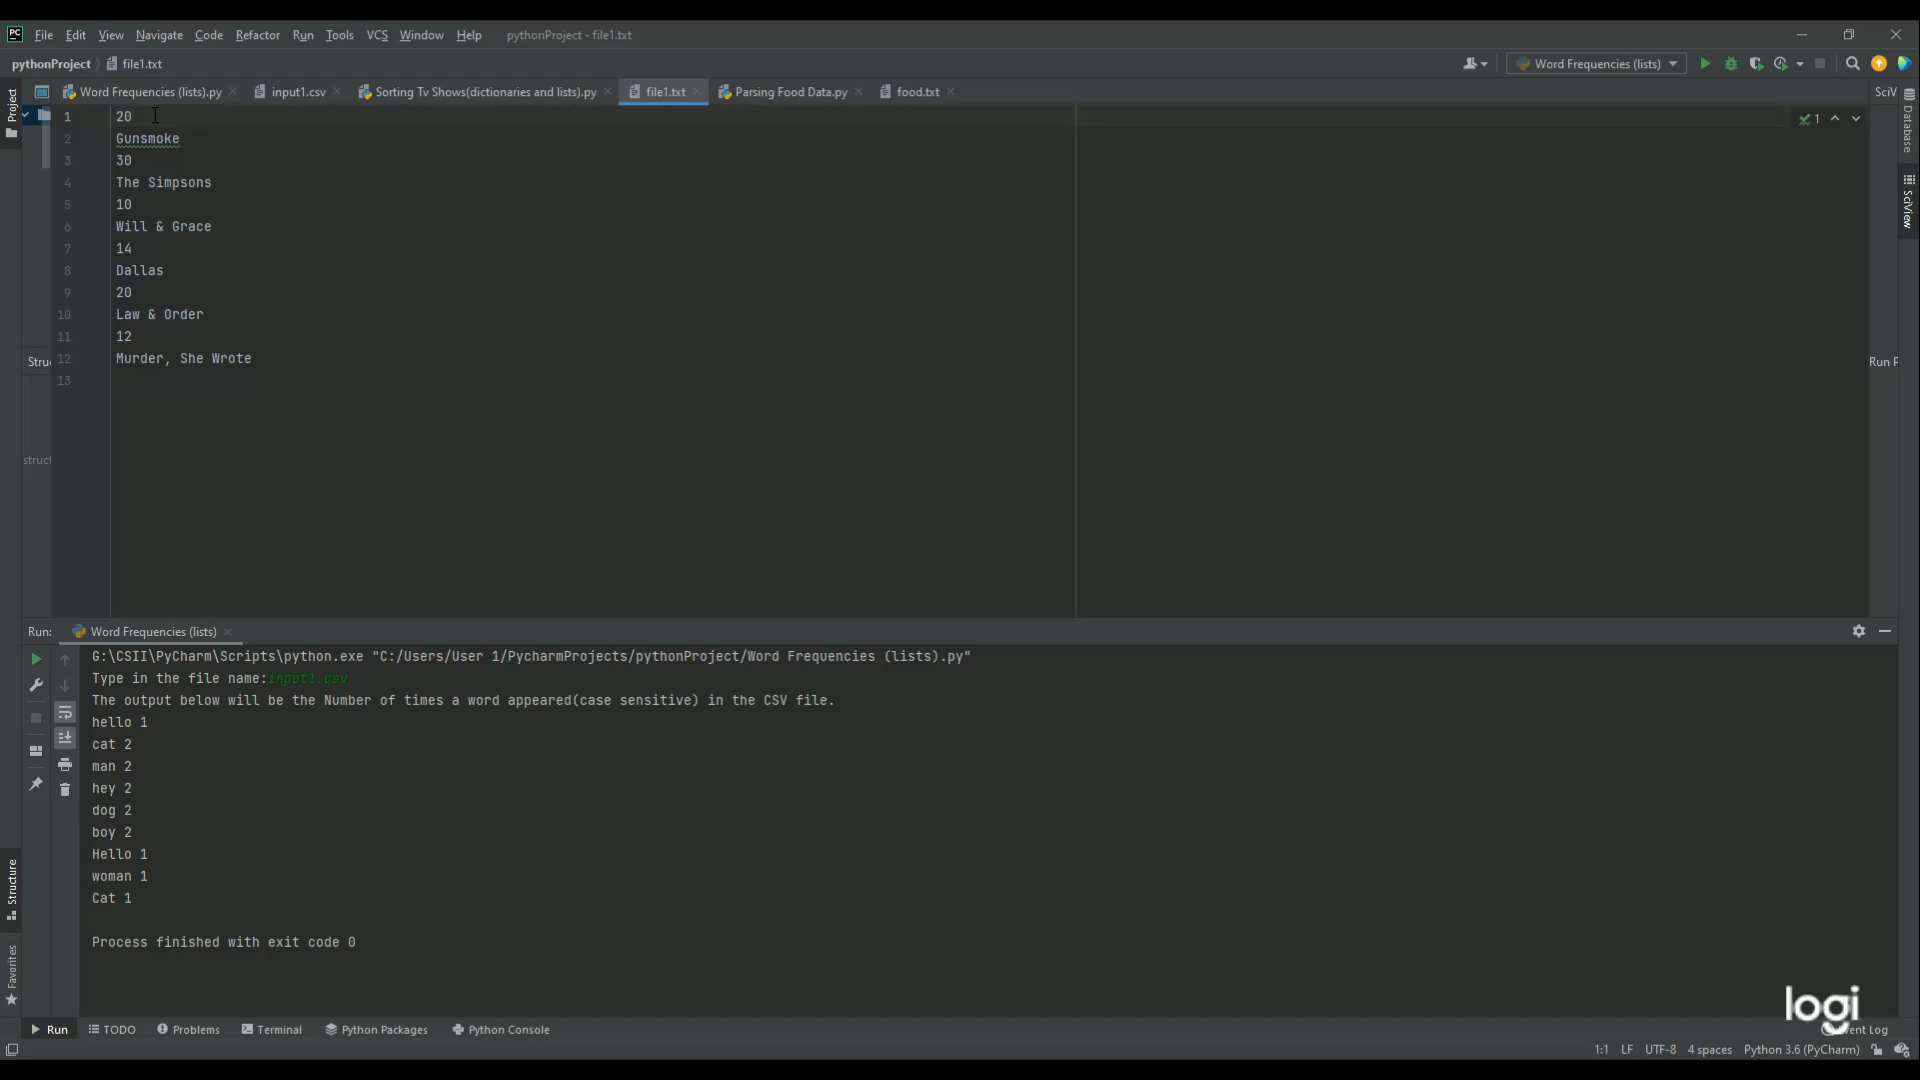 PC File Edit View Navigate Code Refactor Run Tools VCS Window Help pythonProject - file1.txt
pythonProject file1.txt Word Frequencies (lists)
Word Frequencies (lists).py input1.csv Sorting Tv Shows(dictionaries and lists).py file1.txt Parsing Food Data.py food.txt SciV
Project
Database
SciView
1 20 1
2 Gunsmoke
3 30
4 The Simpsons
5 10
6 Will & Grace
7 14
8 Dallas
9 20
10 Law & Order
11 12
12 Murder, She Wrote
13
Stru
Run P
struct
Run: Word Frequencies (lists)
G:\CSII\PyCharm\Scripts\python.exe "C:/Users/User 1/PycharmProjects/pythonProject/Word Frequencies (lists).py"
Type in the file name:input1.csv
The output below will be the Number of times a word appeared(case sensitive) in the CSV file.
hello 1
cat 2
man 2
hey 2
dog 2
boy 2
Hello 1
woman 1
Cat 1
Process finished with exit code 0
Structure
Favorites
logi
Run TODO Problems Terminal Python Packages Python Console Event Log
1:1 LF UTF-8 4 spaces Python 3.6 (PyCharm)